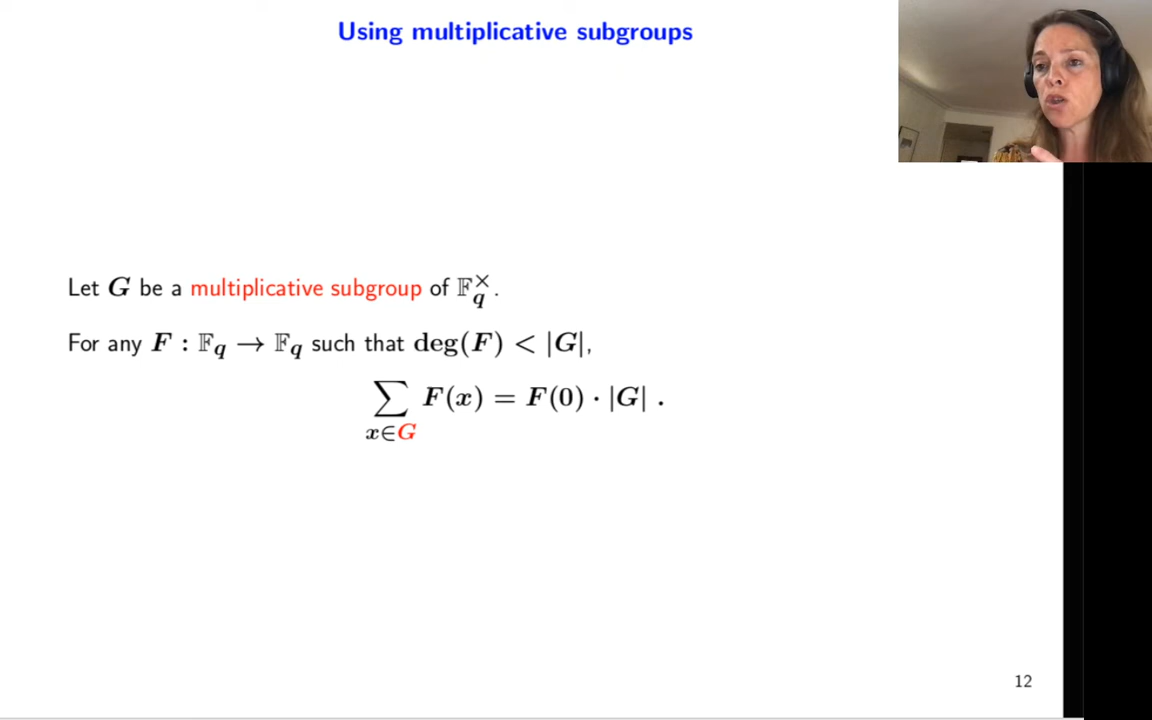 Using multiplicative subgroups
Let G be a multiplicative subgroup of 𝔽_q^×.
For any F : 𝔽_q → 𝔽_q such that deg(F) < |G|,
∑_{x∈G} F(x) = F(0) · |G| .
12